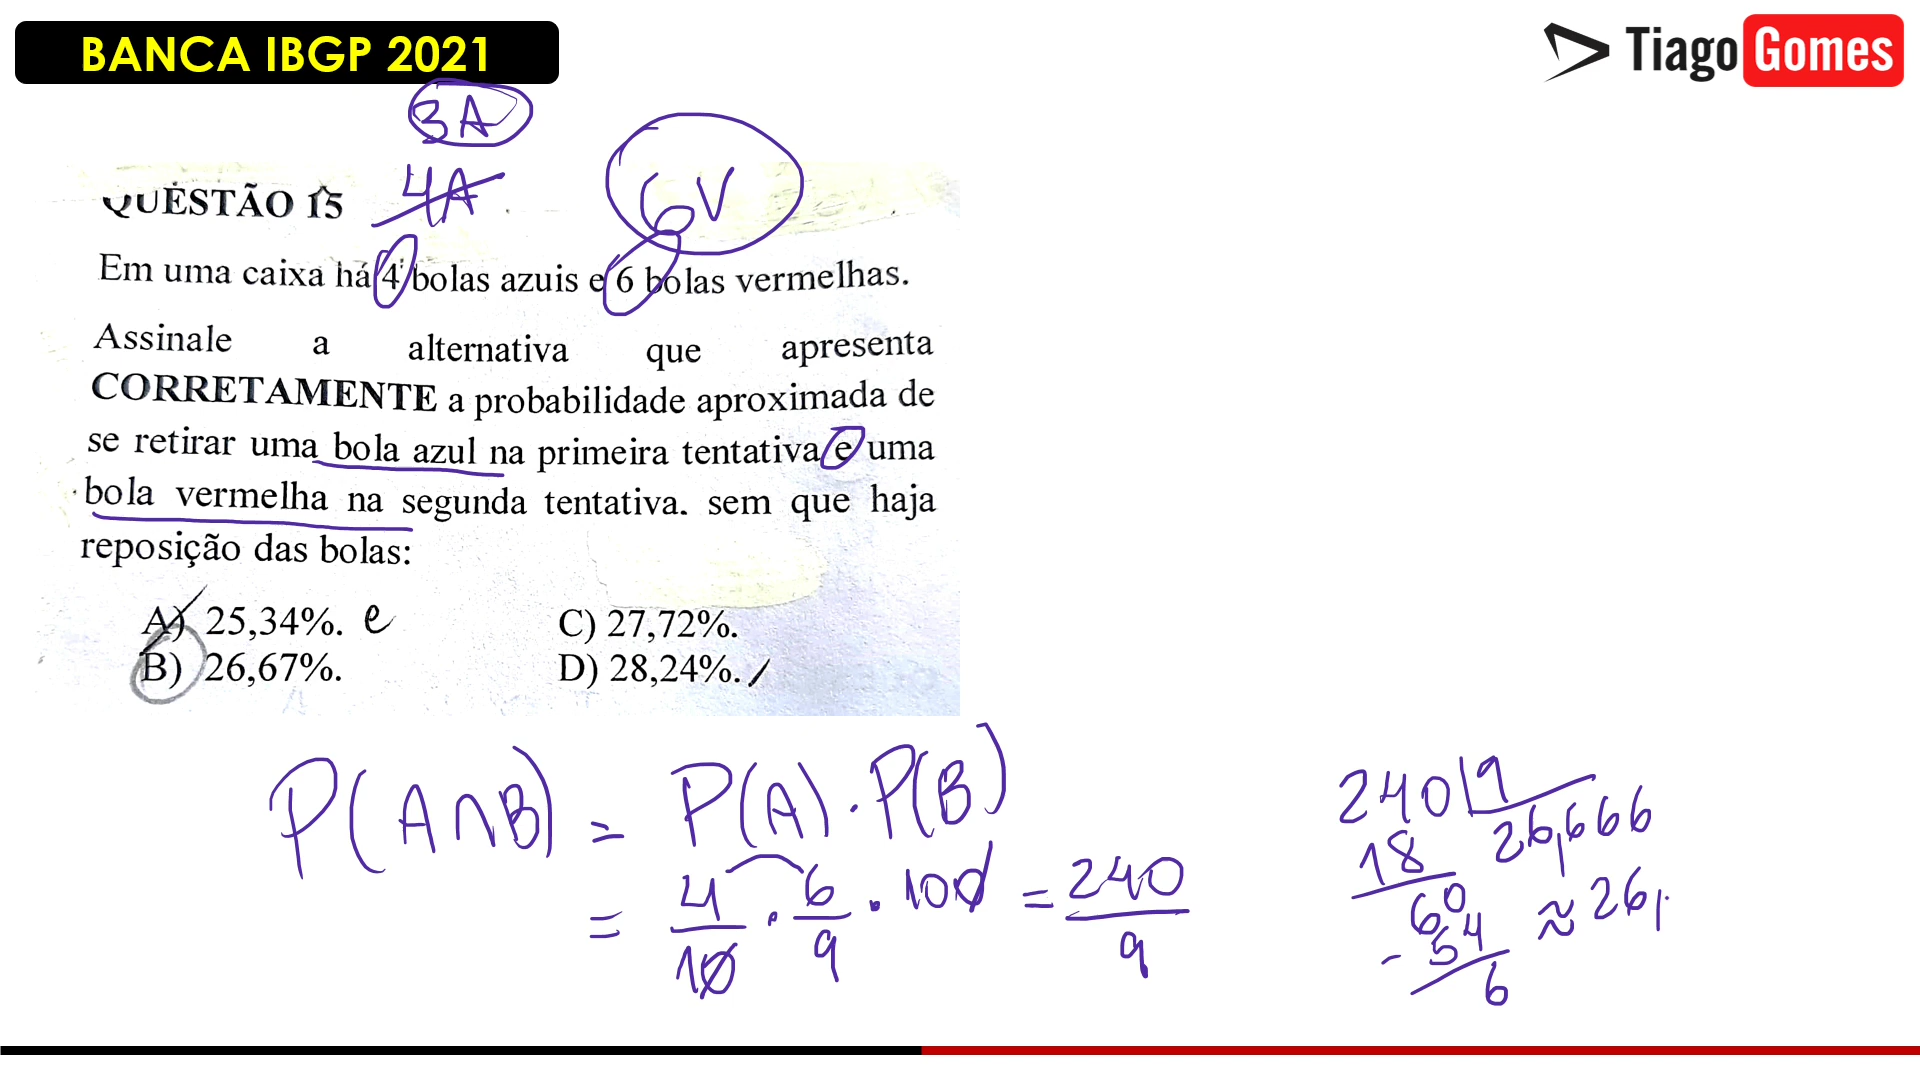 BANCA IBGP 2021
Tiago Gomes
3A
4A
6V
QUESTÃO 15
Em uma caixa há 4 bolas azuis e 6 bolas vermelhas.
Assinale a alternativa que apresenta
CORRETAMENTE a probabilidade aproximada de
se retirar uma bola azul na primeira tentativa e uma
bola vermelha na segunda tentativa. sem que haja
reposição das bolas:
A) 25,34%. e
C) 27,72%.
B) 26,67%.
D) 28,24%.
P(A∩B) = P(A).P(B)
= 4/10 . 6/9 . 100 = 240/9
240 9
18 26,666
60 ≈ 26,
- 54
6